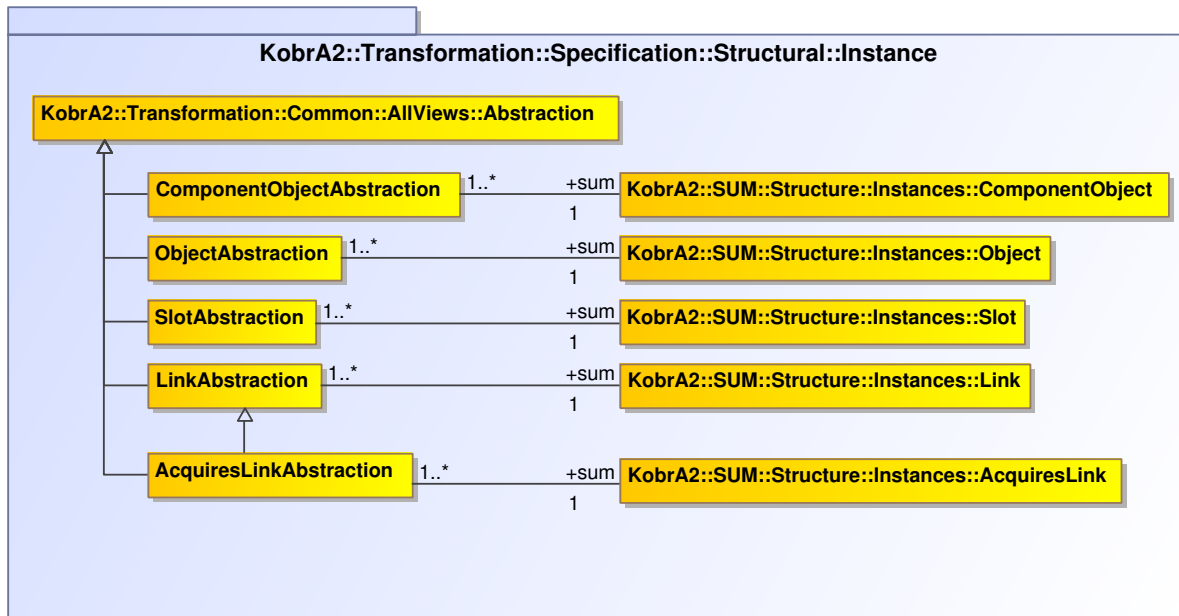 KobrA2::Transformation::Specification::Structural::Instance
KobrA2::Transformation::Common::AllViews::Abstraction
ComponentObjectAbstraction 1..* +sum KobrA2::SUM::Structure::Instances::ComponentObject
1
ObjectAbstraction 1..* +sum KobrA2::SUM::Structure::Instances::Object
1
SlotAbstraction 1..* +sum KobrA2::SUM::Structure::Instances::Slot
1
LinkAbstraction 1..* +sum KobrA2::SUM::Structure::Instances::Link
1
AcquiresLinkAbstraction 1..* +sum KobrA2::SUM::Structure::Instances::AcquiresLink
1